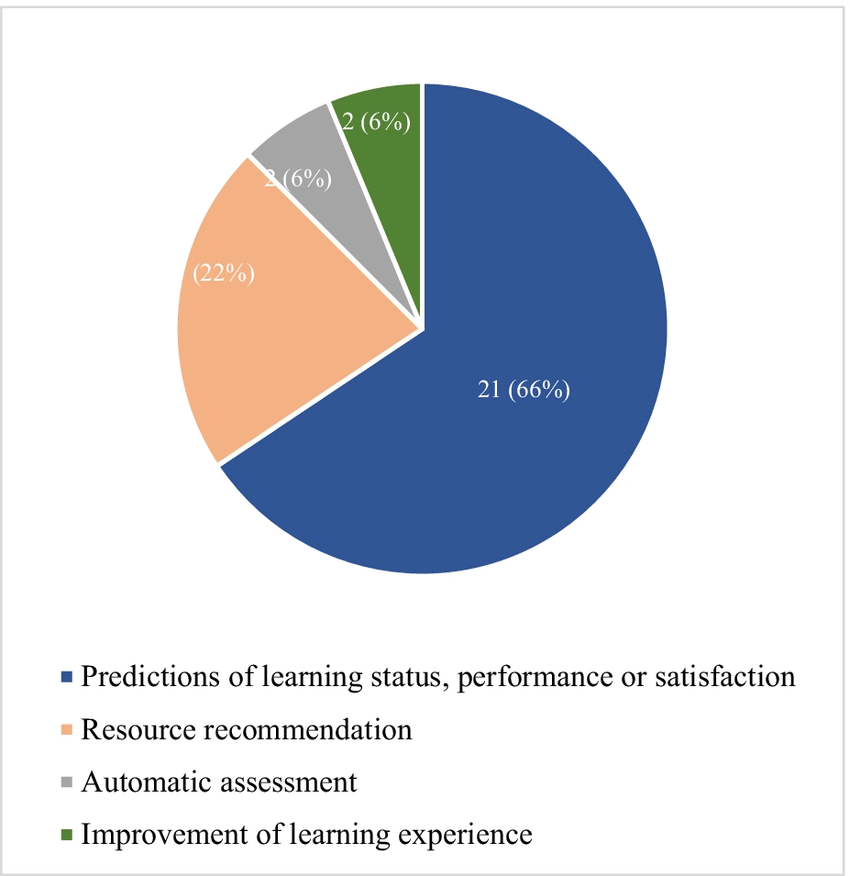 2 (6%)
2 (6%)
(22%)
21 (66%)
Predictions of learning status, performance or satisfaction
Resource recommendation
Automatic assessment
Improvement of learning experience